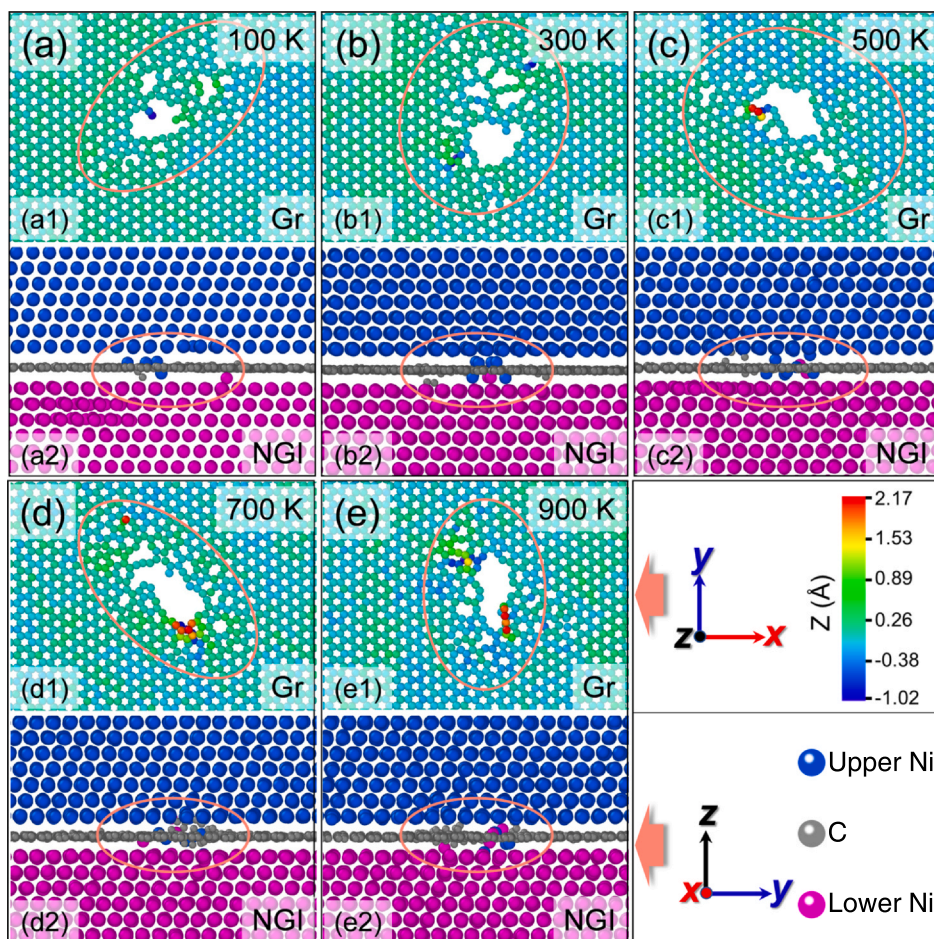 (a) 100 K
(a1) Gr
(a2) NGI
(b) 300 K
(b1) Gr
(b2) NGI
(c) 500 K
(c1) Gr
(c2) NGI
(d) 700 K
(d1) Gr
(d2) NGI
(e) 900 K
(e1) Gr
(e2) NGI
y
z x
Z (Å)
2.17
1.53
0.89
0.26
-0.38
-1.02
z
x y
Upper Ni
C
Lower Ni